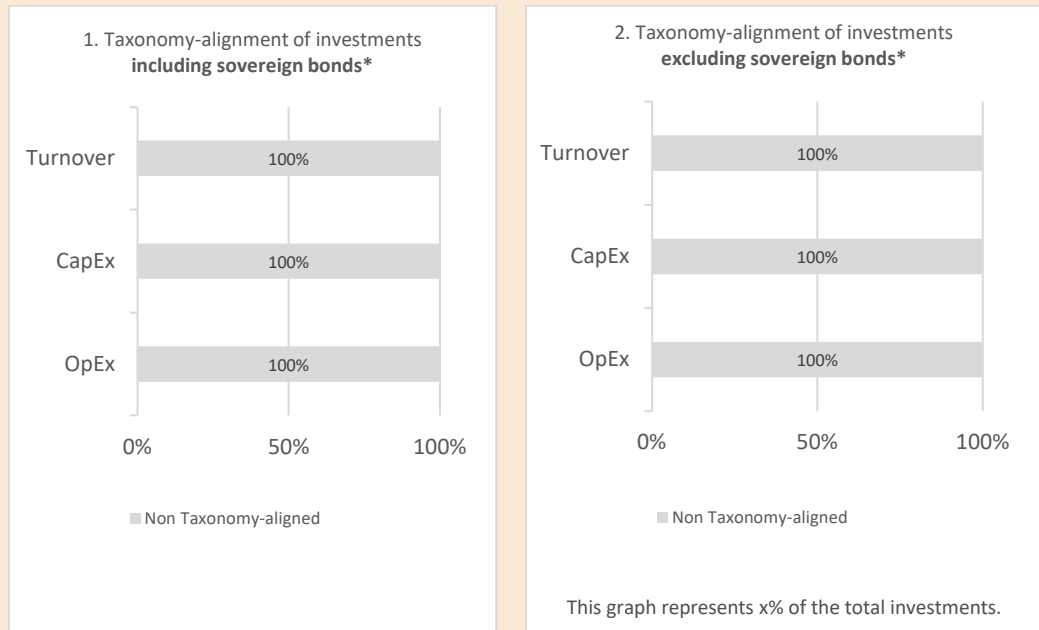 1. Taxonomy-alignment of investments
including sovereign bonds*
Turnover
100%
CapEx
100%
OpEx
100%
0%
50%
100%
Non Taxonomy-aligned
2. Taxonomy-alignment of investments
excluding sovereign bonds*
Turnover
100%
CapEx
100%
OpEx
100%
0%
50%
100%
Non Taxonomy-aligned
This graph represents x% of the total investments.